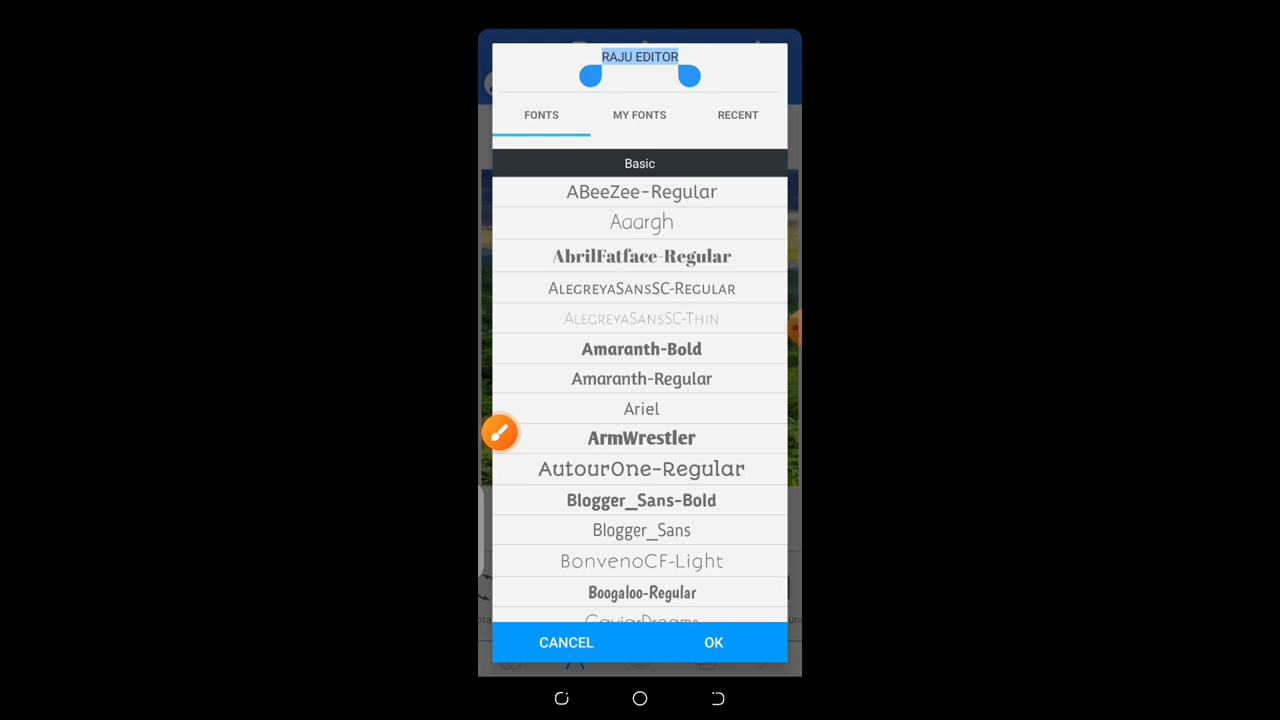 RAJU EDITOR
FONTS MY FONTS RECENT
Basic
ABeeZee-Regular
Aaargh
AbrilFatface-Regular
AlegreyaSansSC-Regular
AlegreyaSansSC-Thin
Amaranth-Bold
Amaranth-Regular
Ariel
ArmWrestler
AutourOne-Regular
Blogger_Sans-Bold
Blogger_Sans
BonvenoCF-Light
Boogaloo-Regular
CaviarDreams
CANCEL OK